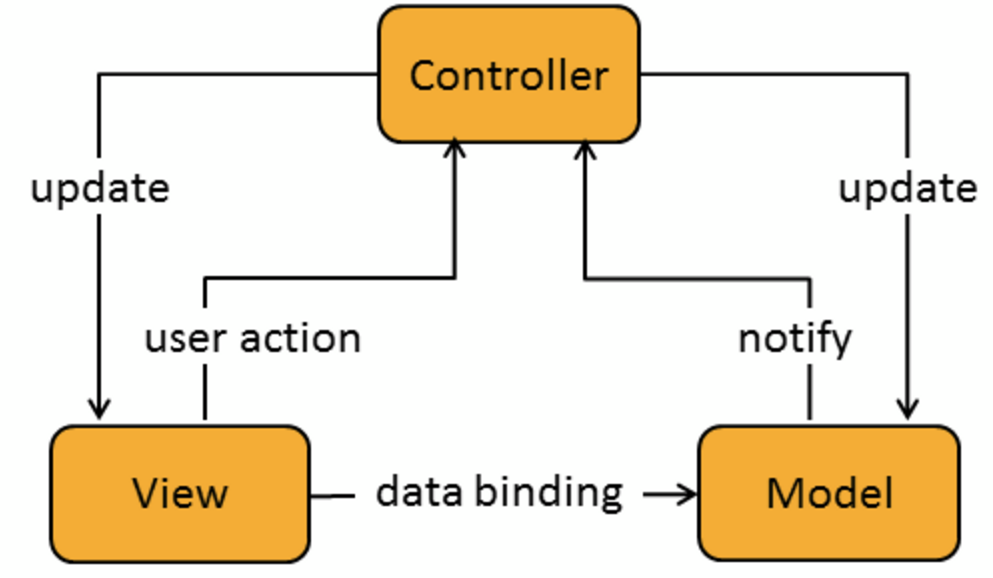 Controller
update
update
user action
notify
View
data binding
Model